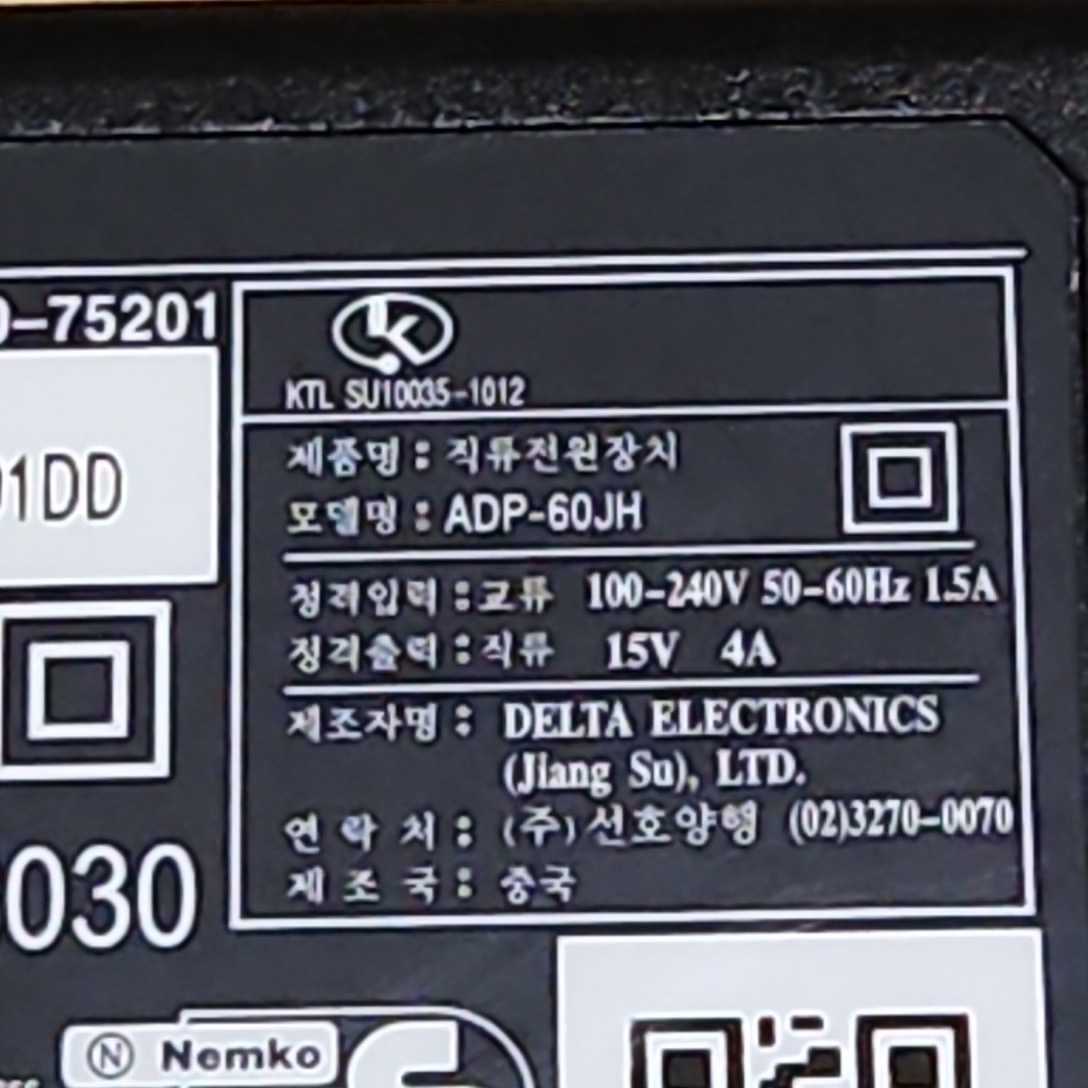 0-75201
KTL SU10035-1012
01DD
제품명 : 직류전원장치
모델명 : ADP-60JH
정격입력 : 교류 100-240V 50-60Hz 1.5A
정격출력 : 직류 15V 4A
제조자명 : DELTA ELECTRONICS
(Jiang Su), LTD.
연 락 처 : (주)선호양행 (02)3270-0070
제 조 국 : 중국
030
N Nemko